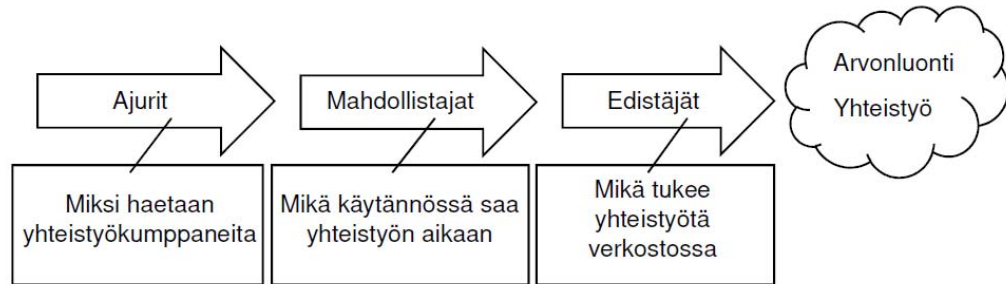 Ajurit
Mahdollistajat
Edistäjät
Arvonluonti
Yhteistyö
Miksi haetaan
yhteistyökumppaneita
Mikä käytännössä saa
yhteistyön aikaan
Mikä tukee
yhteistyötä
verkostossa